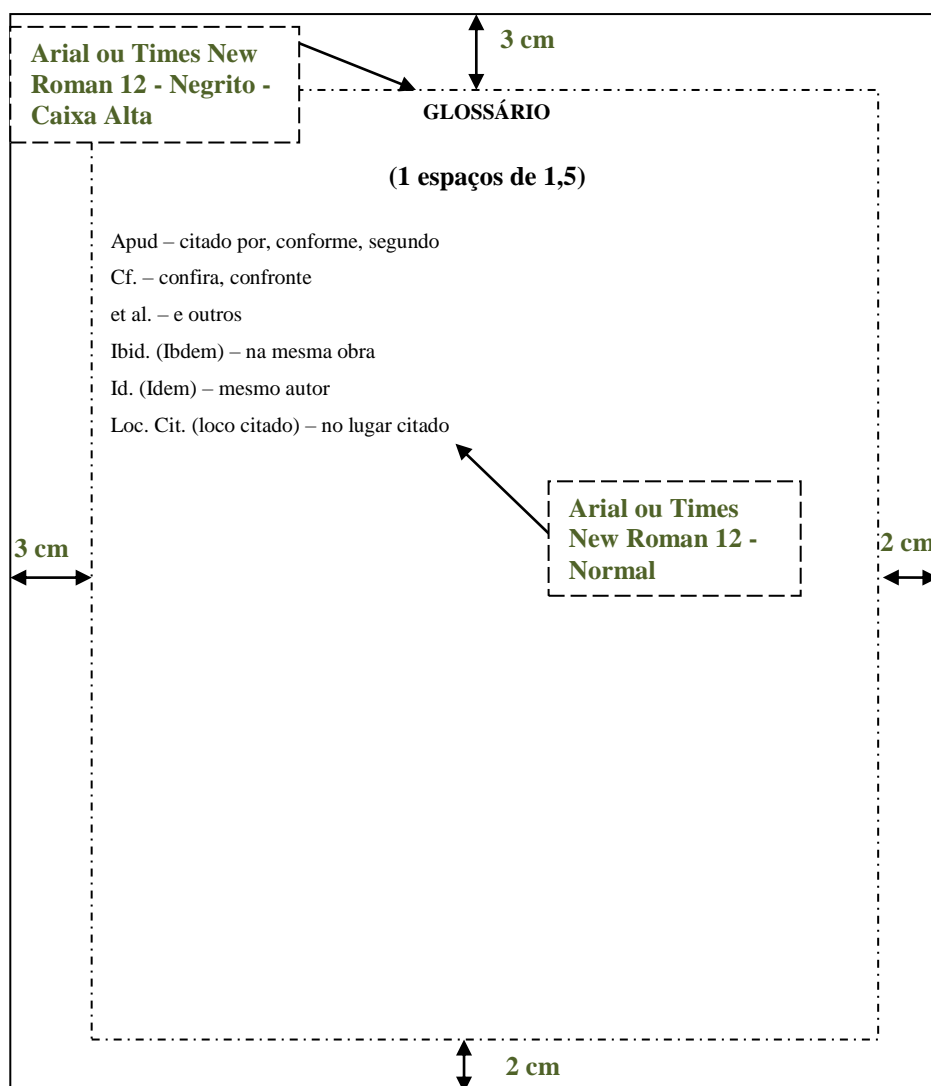 3 cm
Arial ou Times New
Roman 12 - Negrito -
Caixa Alta
GLOSSÁRIO
(1 espaços de 1,5)
Apud – citado por, conforme, segundo
Cf. – confira, confronte
et al. – e outros
Ibid. (Ibdem) – na mesma obra
Id. (Idem) – mesmo autor
Loc. Cit. (loco citado) – no lugar citado
Arial ou Times
New Roman 12 -
Normal
3 cm
2 cm
2 cm